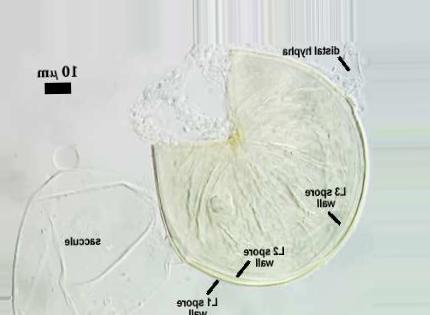 distal hypha
10 µm
L3 spore
wall
saccule
L2 spore
wall
L1 spore
wall